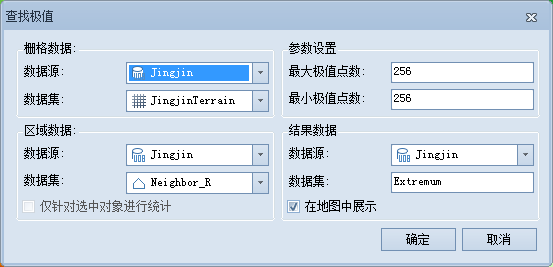 查找极值
栅格数据:
数据源: Jingjin
数据集: JingjinTerrain
参数设置
最大极值点数: 256
最小极值点数: 256
区域数据:
数据源: Jingjin
数据集: Neighbor_R
仅针对选中对象进行统计
结果数据
数据源: Jingjin
数据集: Extremum
在地图中展示
确定 取消